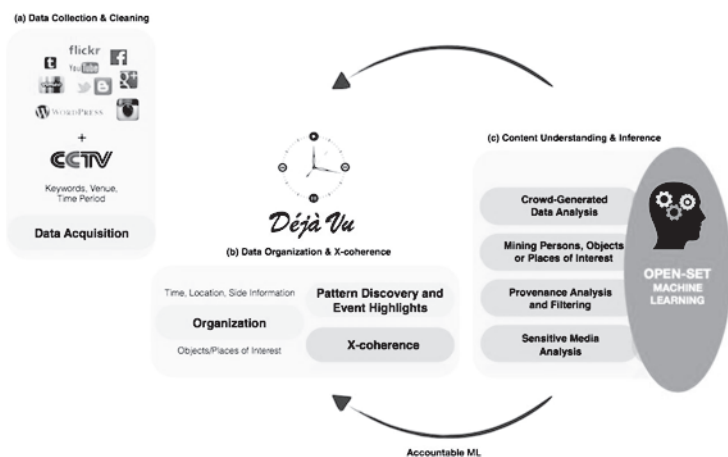 (a) Data Collection & Cleaning
flickr
You Tube
g+
WORDPRESS
+
CCTV
Keywords, Venue,
Time Period
Data Acquisition
Déjà Vu
(b) Data Organization & X-coherence
Time, Location, Side Information
Organization
Objects/Places of Interest
Pattern Discovery and
Event Highlights
X-coherence
(c) Content Understanding & Inference
Crowd-Generated
Data Analysis
Mining Persons, Objects
or Places of Interest
Provenance Analysis
and Filtering
Sensitive Media
Analysis
OPEN-SET
MACHINE
LEARNING
Accountable ML